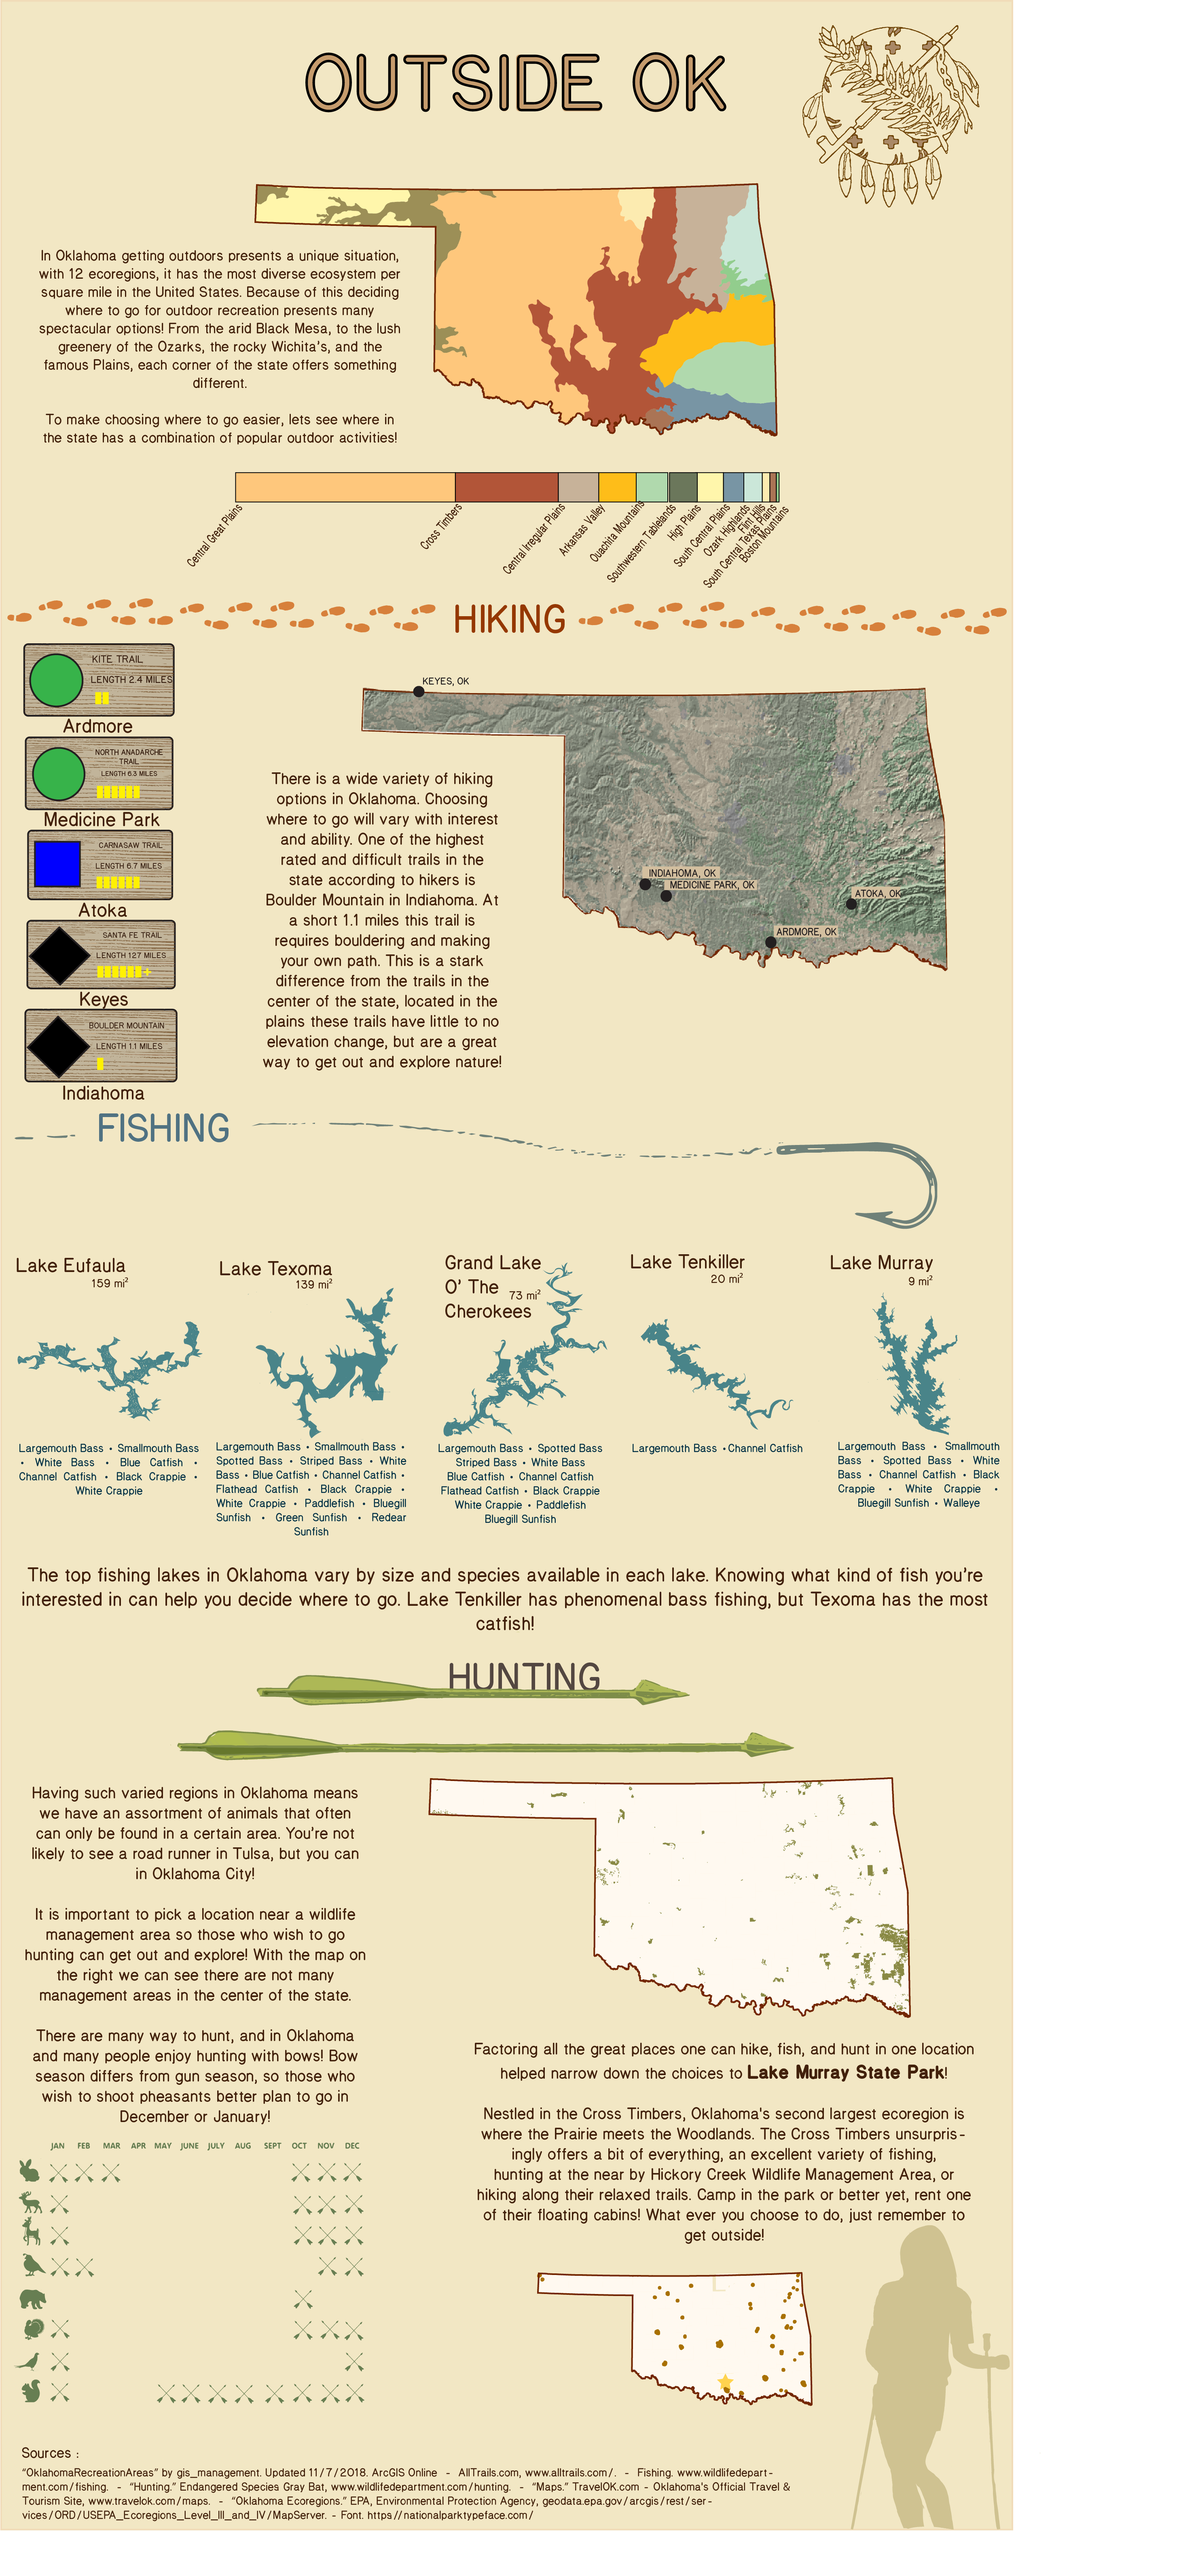 OUTSIDE OK
In Oklahoma getting outdoors presents a unique situation,
with 12 ecoregions, it has the most diverse ecosystem per
square mile in the United States. Because of this deciding
where to go for outdoor recreation presents many
spectacular options! From the arid Black Mesa, to the lush
greenery of the Ozarks, the rocky Wichita's, and the
famous Plains, each corner of the state offers something
different.
To make choosing where to go easier, lets see where in
the state has a combination of popular outdoor activities!
Central Great Plains
Cross Timbers
Central Irregular Plains
Arkansas Valley
Ouachita Mountains
Southwestern Tablelands
High Plains
South Central Plains
Ozark Highlands
Flint Hills
South Central Texas Plains
Boston Mountains
HIKING
KITE TRAIL
LENGTH 2.4 MILES
Ardmore
NORTH ANADARCHE
TRAIL
LENGTH 6.3 MILES
Medicine Park
CARNASAW TRAIL
LENGTH 6.7 MILES
Atoka
SANTA FE TRAIL
LENGTH 127 MILES
+
Keyes
BOULDER MOUNTAIN
LENGTH 1.1 MILES
Indiahoma
There is a wide variety of hiking
options in Oklahoma. Choosing
where to go will vary with interest
and ability. One of the highest
rated and difficult trails in the
state according to hikers is
Boulder Mountain in Indiahoma. At
a short 1.1 miles this trail is
requires bouldering and making
your own path. This is a stark
difference from the trails in the
center of the state, located in the
plains these trails have little to no
elevation change, but are a great
way to get out and explore nature!
KEYES, OK
INDIAHOMA, OK
MEDICINE PARK, OK
ATOKA, OK
ARDMORE, OK
FISHING
Lake Eufaula
159 mi²
Largemouth Bass • Smallmouth Bass
• White Bass • Blue Catfish •
Channel Catfish • Black Crappie •
White Crappie
Lake Texoma
139 mi²
Largemouth Bass • Smallmouth Bass •
Spotted Bass • Striped Bass • White
Bass • Blue Catfish • Channel Catfish •
Flathead Catfish • Black Crappie •
White Crappie • Paddlefish • Bluegill
Sunfish • Green Sunfish • Redear
Sunfish
Grand Lake
O' The
Cherokees
73 mi²
Largemouth Bass • Spotted Bass
Striped Bass • White Bass
Blue Catfish • Channel Catfish
Flathead Catfish • Black Crappie
White Crappie • Paddlefish
Bluegill Sunfish
Lake Tenkiller
20 mi²
Largemouth Bass • Channel Catfish
Lake Murray
9 mi²
Largemouth Bass • Smallmouth
Bass • Spotted Bass • White
Bass • Channel Catfish • Black
Crappie • White Crappie •
Bluegill Sunfish • Walleye
The top fishing lakes in Oklahoma vary by size and species available in each lake. Knowing what kind of fish you're
interested in can help you decide where to go. Lake Tenkiller has phenomenal bass fishing, but Texoma has the most
catfish!
HUNTING
Having such varied regions in Oklahoma means
we have an assortment of animals that often
can only be found in a certain area. You're not
likely to see a road runner in Tulsa, but you can
in Oklahoma City!
It is important to pick a location near a wildlife
management area so those who wish to go
hunting can get out and explore! With the map on
the right we can see there are not many
management areas in the center of the state.
There are many way to hunt, and in Oklahoma
and many people enjoy hunting with bows! Bow
season differs from gun season, so those who
wish to shoot pheasants better plan to go in
December or January!
JAN FEB MAR APR MAY JUNE JULY AUG SEPT OCT NOV DEC
Factoring all the great places one can hike, fish, and hunt in one location
helped narrow down the choices to Lake Murray State Park!
Nestled in the Cross Timbers, Oklahoma's second largest ecoregion is
where the Prairie meets the Woodlands. The Cross Timbers unsurpris-
ingly offers a bit of everything, an excellent variety of fishing,
hunting at the near by Hickory Creek Wildlife Management Area, or
hiking along their relaxed trails. Camp in the park or better yet, rent one
of their floating cabins! What ever you choose to do, just remember to
get outside!
L
Sources :
"OklahomaRecreationAreas" by gis_management. Updated 11/7/2018. ArcGIS Online - AllTrails.com, www.alltrails.com/. - Fishing. www.wildlifedepart-
ment.com/fishing. - "Hunting." Endangered Species Gray Bat, www.wildlifedepartment.com/hunting. - "Maps." TravelOK.com - Oklahoma's Official Travel &
Tourism Site, www.travelok.com/maps. - "Oklahoma Ecoregions." EPA, Environmental Protection Agency, geodata.epa.gov/arcgis/rest/ser-
vices/ORD/USEPA_Ecoregions_Level_III_and_IV/MapServer. - Font. https//nationalparktypeface.com/